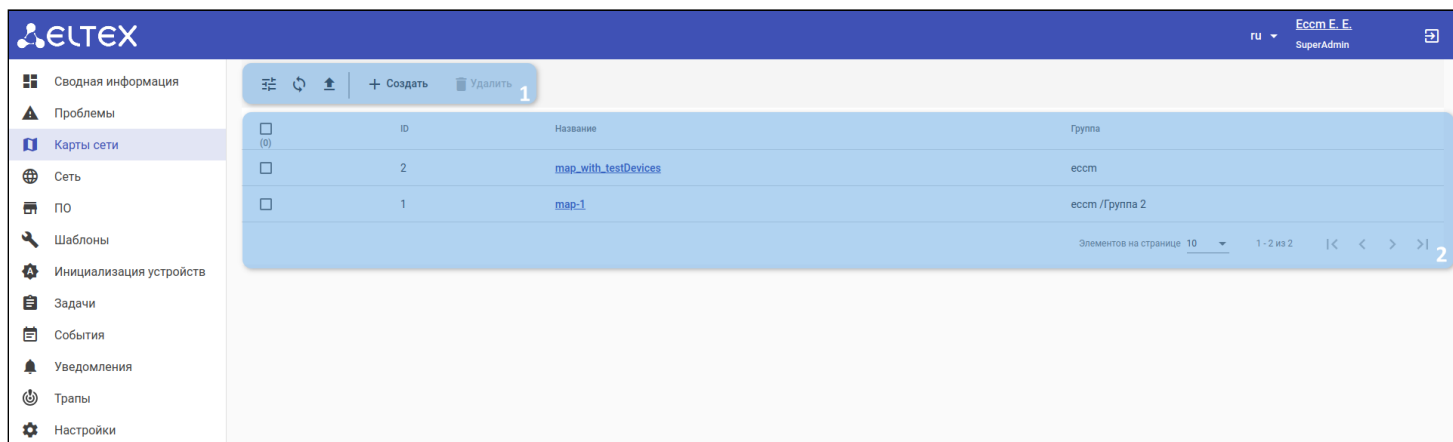 ELTEX
ru
Eccm E. E.
SuperAdmin
Сводная информация
Проблемы
Карты сети
Сеть
ПО
Шаблоны
Инициализация устройств
Задачи
События
Уведомления
Трапы
Настройки
Создать Удалить 1
(0) ID Название Группа
2 map_with_testDevices eccm
1 map-1 eccm /Группа 2
Элементов на странице 10 1 - 2 из 2
2